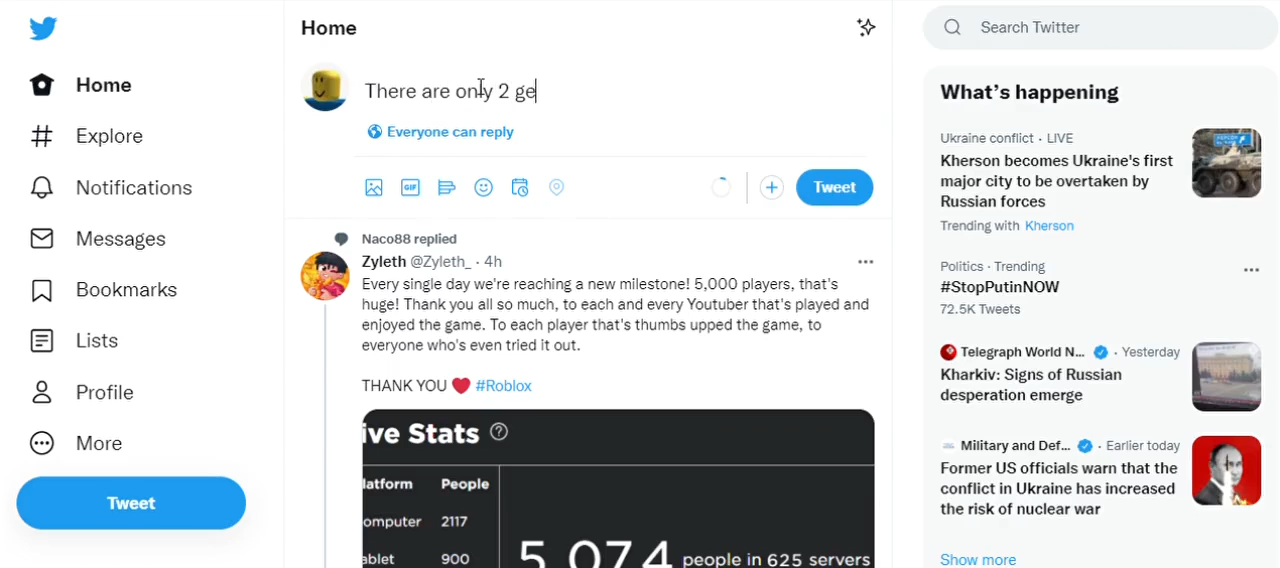 Home
Explore
Notifications
Messages
Bookmarks
Lists
Profile
More
Tweet
Home
There are only 2 ge
Everyone can reply
GIF
Tweet
Naco88 replied
Zyleth @Zyleth_ · 4h
Every single day we're reaching a new milestone! 5,000 players, that's
huge! Thank you all so much, to each and every Youtuber that's played and
enjoyed the game. To each player that's thumbs upped the game, to
everyone who's even tried it out.
THANK YOU ❤ #Roblox
ive Stats ?
latform People
omputer 2117
ablet 900
5,074 people in 625 servers
Search Twitter
What's happening
Ukraine conflict · LIVE
Kherson becomes Ukraine's first
major city to be overtaken by
Russian forces
Trending with Kherson
Politics · Trending
#StopPutinNOW
72.5K Tweets
Telegraph World N... · Yesterday
Kharkiv: Signs of Russian
desperation emerge
Military and Def... · Earlier today
Former US officials warn that the
conflict in Ukraine has increased
the risk of nuclear war
Show more